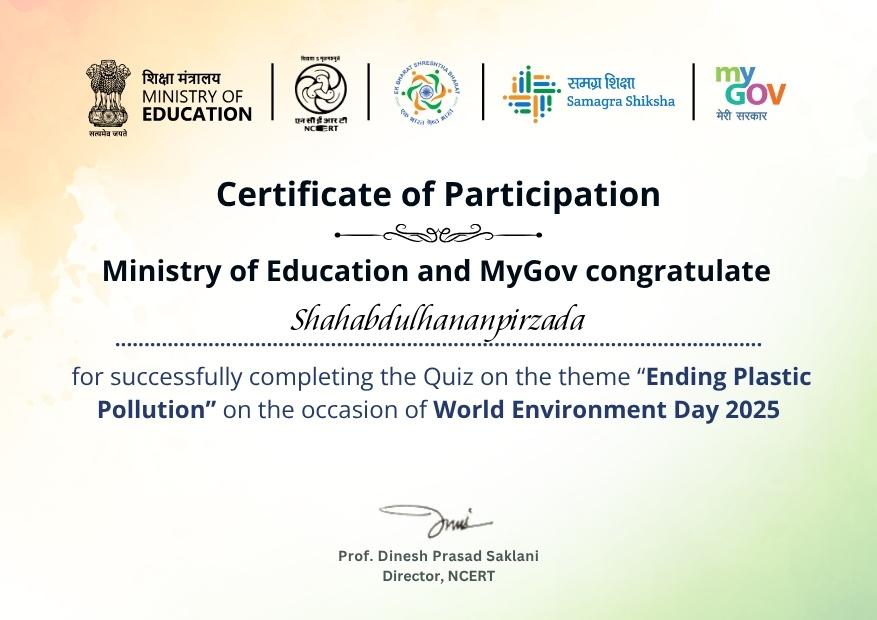 शिक्षा मंत्रालय
MINISTRY OF
EDUCATION
सत्यमेव जयते
एन सी ई आर टी
NCERT
EK BHARAT SHRESHTHA BHARAT
एक भारत श्रेष्ठ भारत
समग्र शिक्षा
Samagra Shiksha
my
GOV
मेरी सरकार
Certificate of Participation
Ministry of Education and MyGov congratulate
Shahabdulhananpirzada
for successfully completing the Quiz on the theme “Ending Plastic
Pollution” on the occasion of World Environment Day 2025
Prof. Dinesh Prasad Saklani
Director, NCERT